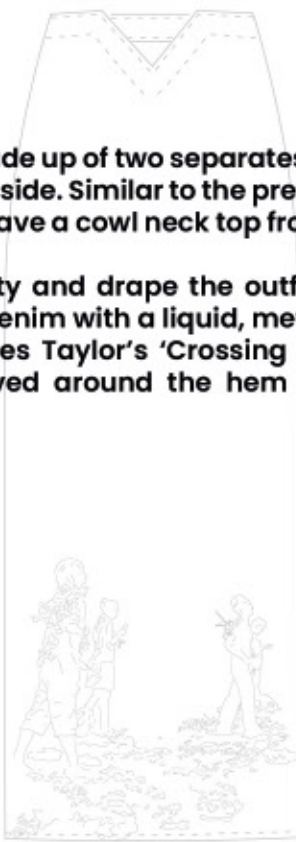 de up of two separates
side. Similar to the pre
ave a cowl neck top fro
ty and drape the outf
enim with a liquid, me
es Taylor's 'Crossing
ved around the hem